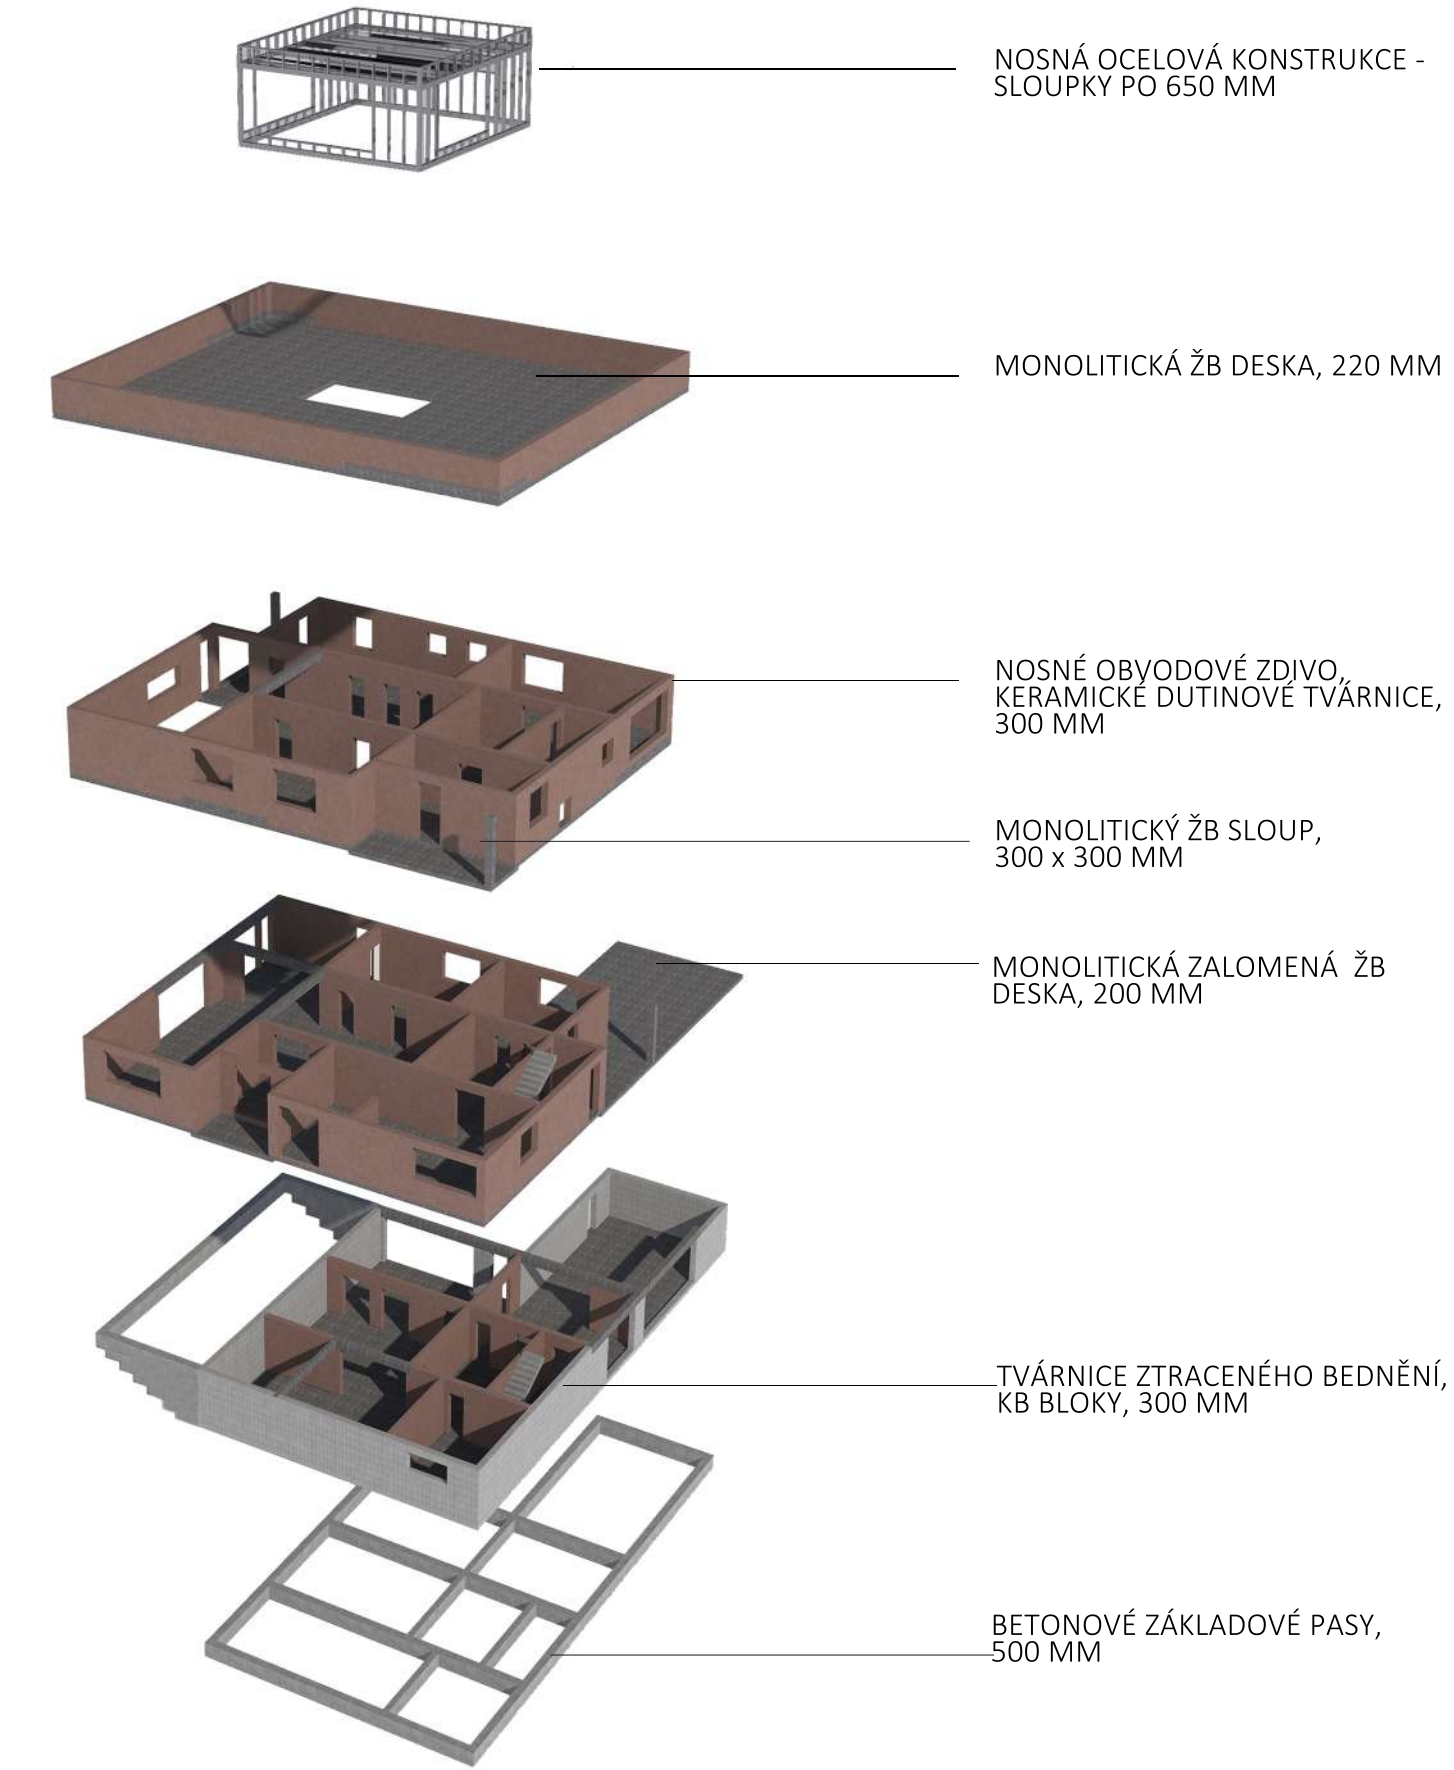 NOSNÁ OCELOVÁ KONSTRUKCE -
SLOUPKY PO 650 MM
MONOLITICKÁ ŽB DESKA, 220 MM
NOSNÉ OBVODOVÉ ZDIVO,
KERAMICKÉ DUTINOVÉ TVÁRNICE,
300 MM
MONOLITICKÝ ŽB SLOUP,
300 x 300 MM
MONOLITICKÁ ZALOMENÁ ŽB
DESKA, 200 MM
TVÁRNICE ZTRACENÉHO BEDNĚNÍ,
KB BLOKY, 300 MM
BETONOVÉ ZÁKLADOVÉ PASY,
500 MM